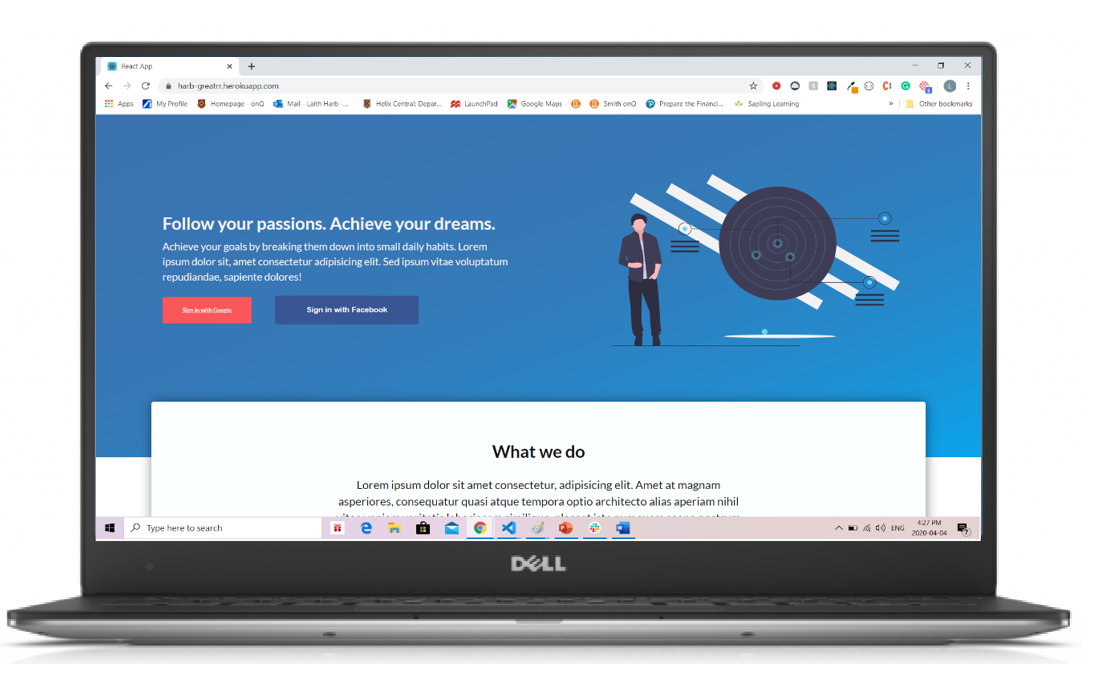 React App
harb-greatrr.herokuapp.com
Apps My Profile Homepage - onQ Mail - Laith Harb -... Helix Central: Depar... LaunchPad Google Maps Smith onQ Prepare the Financi... Sapling Learning » Other bookmarks
Follow your passions. Achieve your dreams.
Achieve your goals by breaking them down into small daily habits. Lorem
ipsum dolor sit, amet consectetur adipisicing elit. Sed ipsum vitae voluptatum
repudiandae, sapiente dolores!
Sign in with Google
Sign in with Facebook
What we do
Lorem ipsum dolor sit amet consectetur, adipisicing elit. Amet at magnam
asperiores, consequatur quasi atque tempora optio architecto alias aperiam nihil
Type here to search
ENG
4:27 PM
2020-04-04
DELL